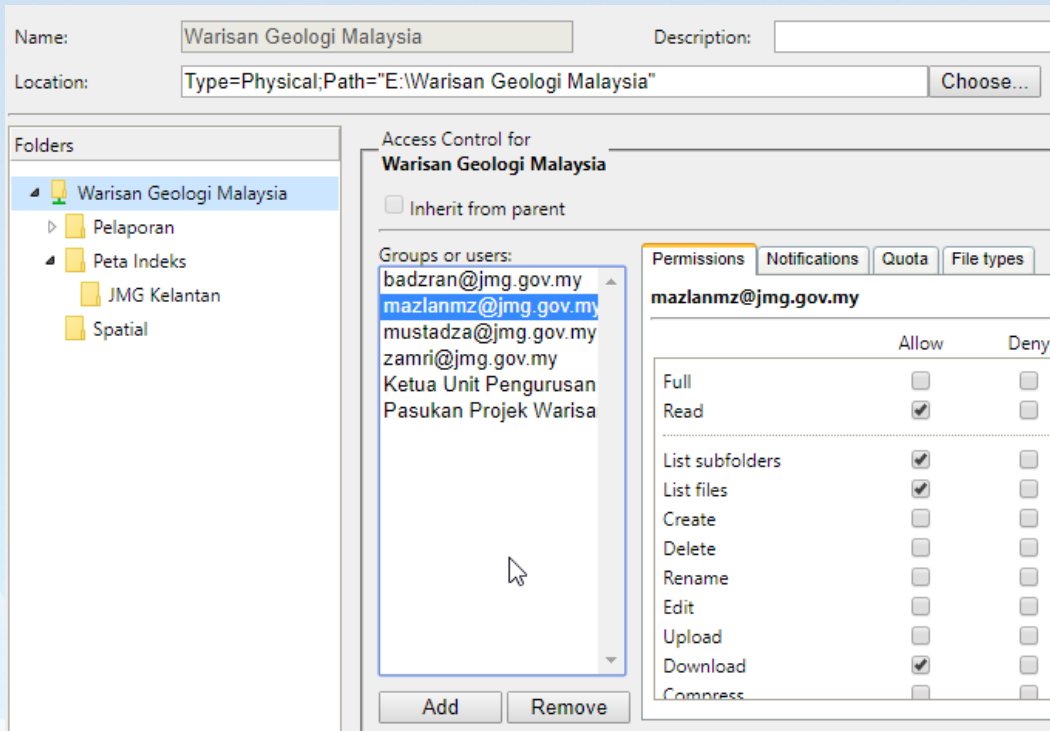 Name: Warisan Geologi Malaysia Description:
Location: Type=Physical;Path="E:\Warisan Geologi Malaysia" Choose...
Folders
Warisan Geologi Malaysia
Pelaporan
Peta Indeks
JMG Kelantan
Spatial
Access Control for
Warisan Geologi Malaysia
Inherit from parent
Groups or users:
badzran@jmg.gov.my
mazlanmz@jmg.gov.my
mustadza@jmg.gov.my
zamri@jmg.gov.my
Ketua Unit Pengurusan
Pasukan Projek Warisa
Add Remove
Permissions Notifications Quota File types
mazlanmz@jmg.gov.my
Allow Deny
Full
Read
List subfolders
List files
Create
Delete
Rename
Edit
Upload
Download
Compress